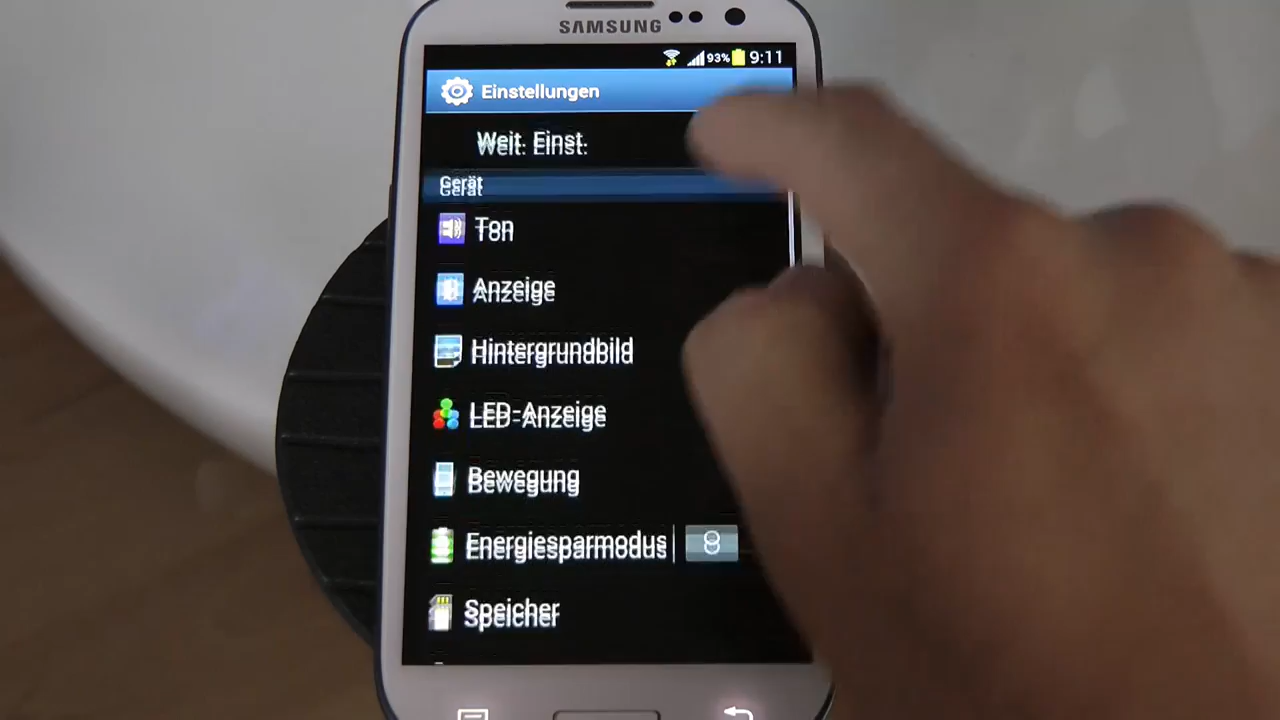 SAMSUNG
93% 9:11
Einstellungen
Weit. Einst.
Gerät
Ton
Anzeige
Hintergrundbild
LED-Anzeige
Bewegung
Energiesparmodus
Speicher